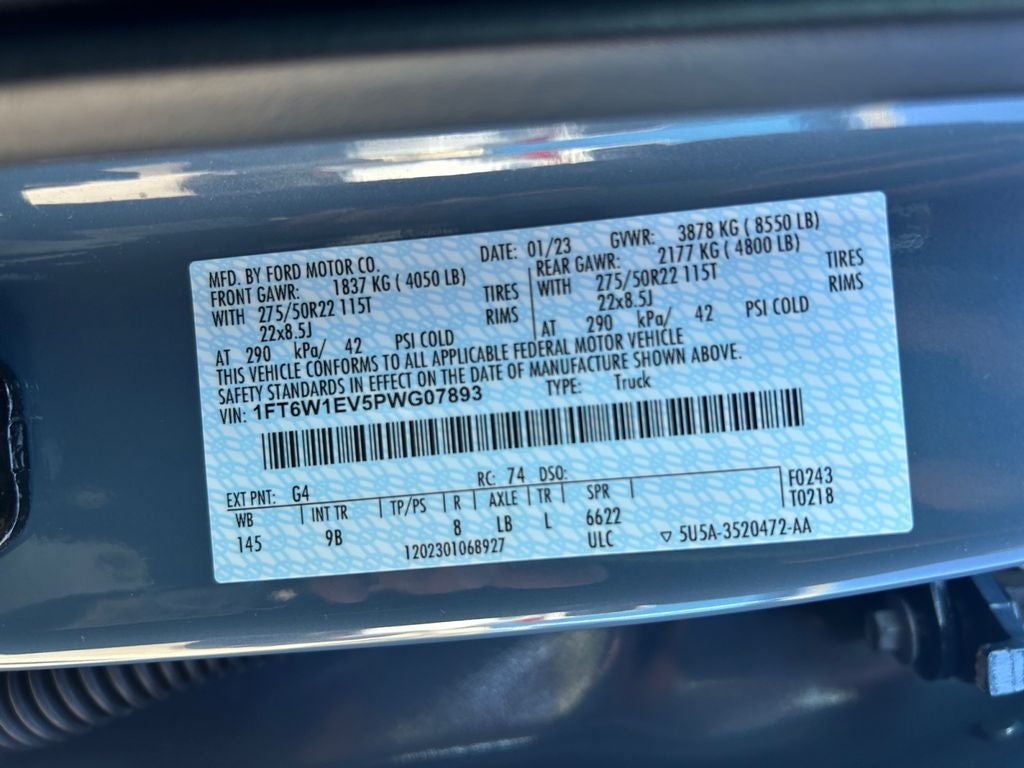 MFD. BY FORD MOTOR CO. DATE: 01/23 GVWR: 3878 KG ( 8550 LB)
FRONT GAWR: 1837 KG ( 4050 LB) REAR GAWR: 2177 KG ( 4800 LB)
WITH 275/50R22 115T TIRES WITH 275/50R22 115T TIRES
22x8.5J RIMS 22x8.5J RIMS
AT 290 kPa/ 42 PSI COLD AT 290 kPa/ 42 PSI COLD
THIS VEHICLE CONFORMS TO ALL APPLICABLE FEDERAL MOTOR VEHICLE
SAFETY STANDARDS IN EFFECT ON THE DATE OF MANUFACTURE SHOWN ABOVE.
VIN: 1FT6W1EV5PWG07893 TYPE: Truck
EXT PNT: G4 RC: 74 DSO: F0243
WB INT TR TP/PS R AXLE TR SPR T0218
145 9B 8 LB L 6622
1202301068927 ULC ▽ 5U5A-3520472-AA